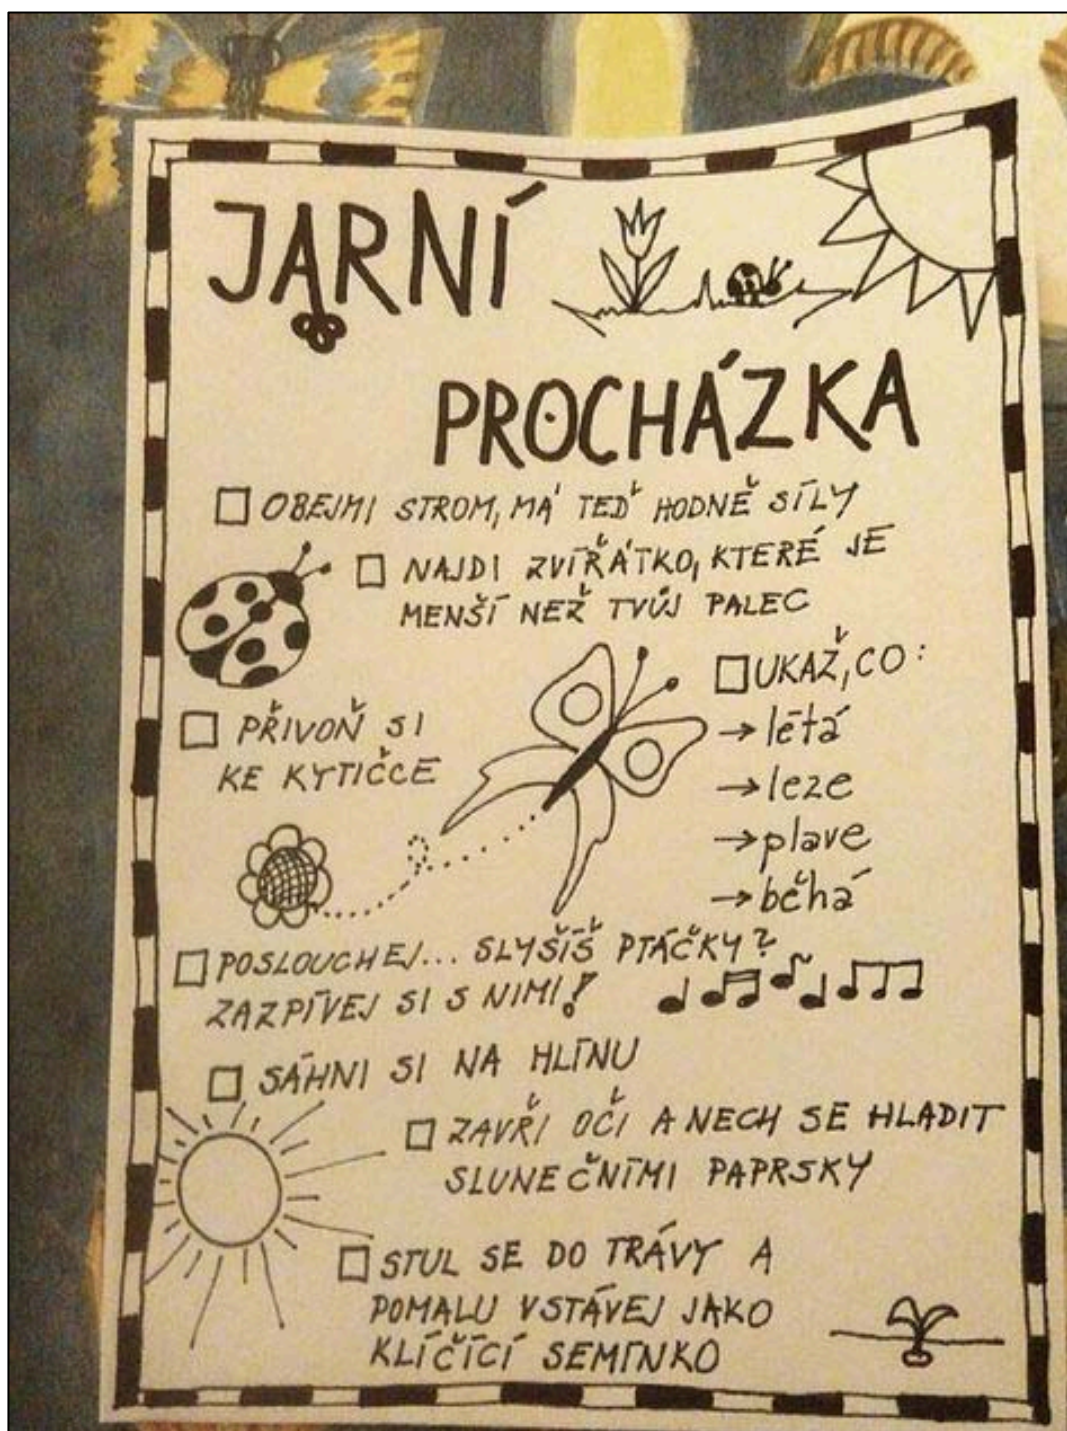 JARNÍ
PROCHÁZKA
OBEJMI STROM, MÁ TEĎ HODNĚ SÍLY
NAJDI ZVÍŘÁTKO, KTERÉ JE
MENŠÍ NEŽ TVŮJ PALEC
UKAŽ, CO:
→ létá
→ leze
→ plave
→ běhá
PŘIVOŇ SI
KE KYTIČCE
POSLOUCHEJ... SLYŠÍŠ PTÁČKY?
ZAZPÍVEJ SI S NIMI!
SÁHNI SI NA HLÍNU
ZAVŘI OČI A NECH SE HLADIT
SLUNEČNÍMI PAPRSKY
STUL SE DO TRÁVY A
POMALU VSTÁVEJ JAKO
KLÍČÍCÍ SEMÍNKO